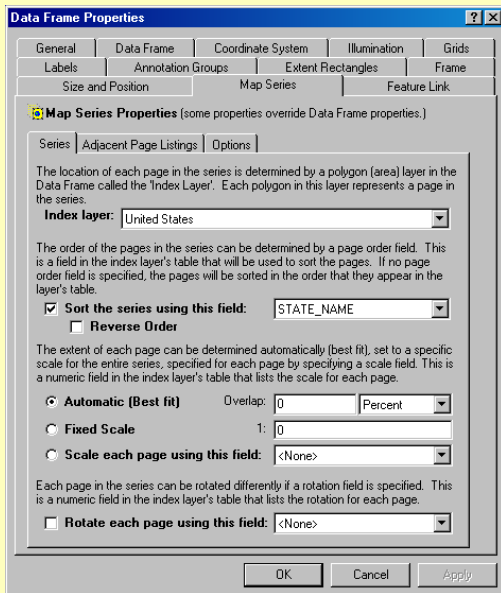 Data Frame Properties
General Data Frame Coordinate System Illumination Grids
Labels Annotation Groups Extent Rectangles Frame
Size and Position Map Series Feature Link
Map Series Properties (some properties override Data Frame properties.)
Series Adjacent Page Listings Options
The location of each page in the series is determined by a polygon (area) layer in the
Data Frame called the 'Index Layer'. Each polygon in this layer represents a page in
the series.
Index layer: United States
The order of the pages in the series can be determined by a page order field. This
is a field in the index layer's table that will be used to sort the pages. If no page
order field is specified, the pages will be sorted in the order that they appear in the
layer's table.
Sort the series using this field: STATE_NAME
Reverse Order
The extent of each page can be determined automatically (best fit), set to a specific
scale for the entire series, specified for each page by specifying a scale field. This is
a numeric field in the index layer's table that lists the scale for each page.
Automatic (Best fit) Overlap: 0 Percent
Fixed Scale 1: 0
Scale each page using this field: <None>
Each page in the series can be rotated differently if a rotation field is specified. This
is a numeric field in the index layer's table that lists the rotation for each page.
Rotate each page using this field: <None>
OK Cancel Apply